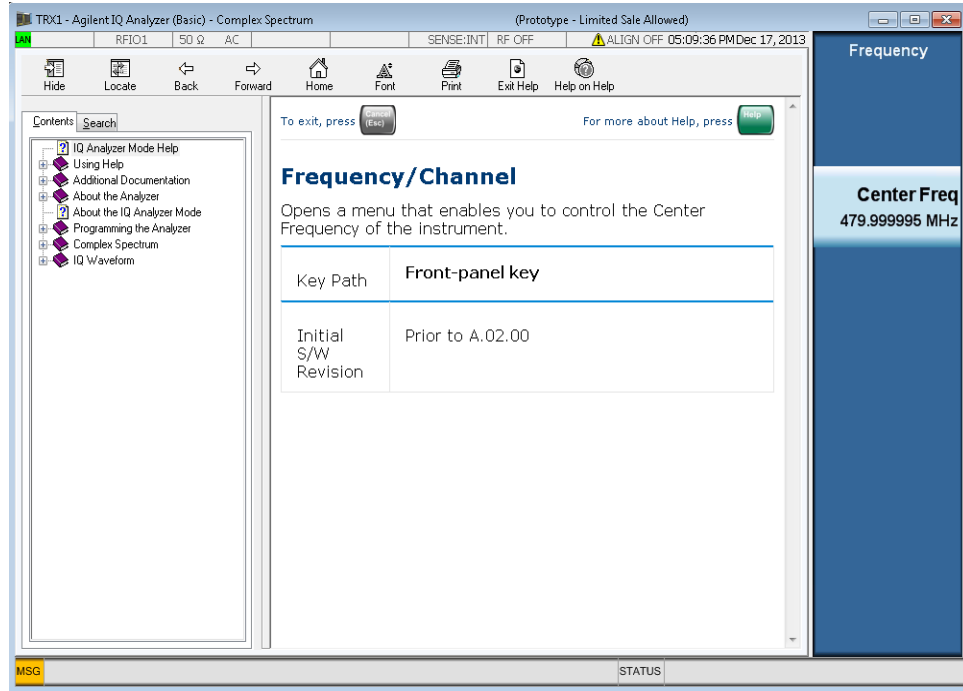 TRX1 - Agilent IQ Analyzer (Basic) - Complex Spectrum (Prototype - Limited Sale Allowed)
LAN RFIO1 50 Ω AC SENSE:INT RF OFF ALIGN OFF 05:09:36 PM Dec 17, 2013
Frequency
Hide Locate Back Forward Home Font Print Exit Help Help on Help
Contents Search
IQ Analyzer Mode Help
Using Help
Additional Documentation
About the Analyzer
About the IQ Analyzer Mode
Programming the Analyzer
Complex Spectrum
IQ Waveform
To exit, press Cancel (Esc) For more about Help, press Help
Frequency/Channel
Opens a menu that enables you to control the Center
Frequency of the instrument.
Key Path Front-panel key
Initial S/W Revision Prior to A.02.00
Center Freq
479.999995 MHz
MSG STATUS